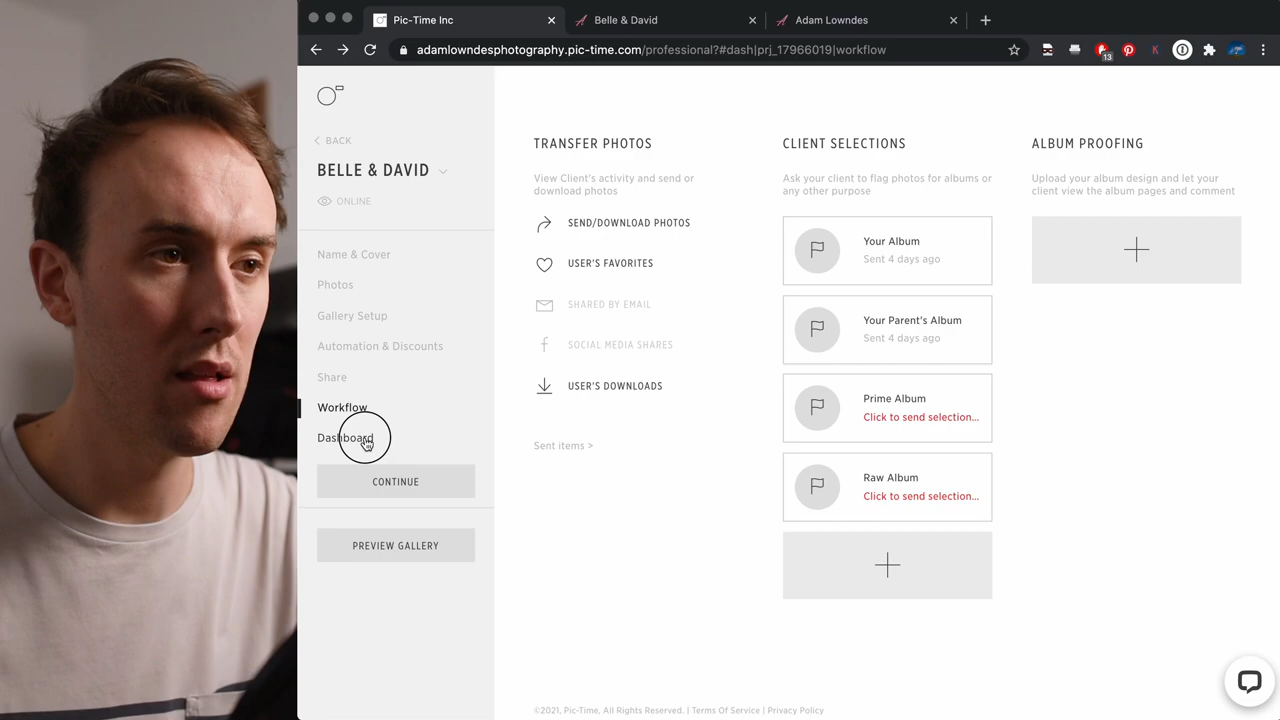 Pic-Time Inc
Belle & David
Adam Lowndes
adamlowndesphotography.pic-time.com/professional?#dash|prj_17966019|workflow
13
BACK
BELLE & DAVID
ONLINE
Name & Cover
Photos
Gallery Setup
Automation & Discounts
Share
Workflow
Dashboard
CONTINUE
PREVIEW GALLERY
TRANSFER PHOTOS
View Client's activity and send or
download photos
SEND/DOWNLOAD PHOTOS
USER'S FAVORITES
SHARED BY EMAIL
SOCIAL MEDIA SHARES
USER'S DOWNLOADS
Sent items >
CLIENT SELECTIONS
Ask your client to flag photos for albums or
any other purpose
Your Album
Sent 4 days ago
Your Parent's Album
Sent 4 days ago
Prime Album
Click to send selection...
Raw Album
Click to send selection...
ALBUM PROOFING
Upload your album design and let your
client view the album pages and comment
©2021, Pic-Time, All Rights Reserved. | Terms Of Service | Privacy Policy